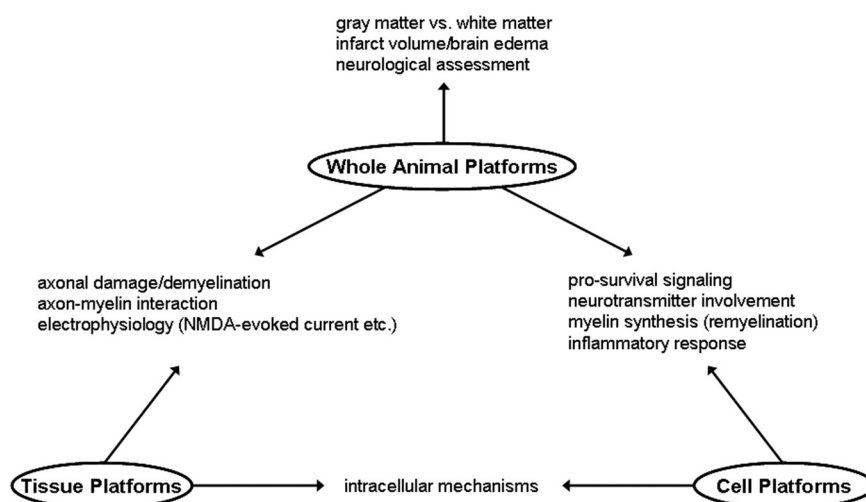 gray matter vs. white matter
infarct volume/brain edema
neurological assessment
Whole Animal Platforms
axonal damage/demyelination
axon-myelin interaction
electrophysiology (NMDA-evoked current etc.)
pro-survival signaling
neurotransmitter involvement
myelin synthesis (remyelination)
inflammatory response
Tissue Platforms
intracellular mechanisms
Cell Platforms